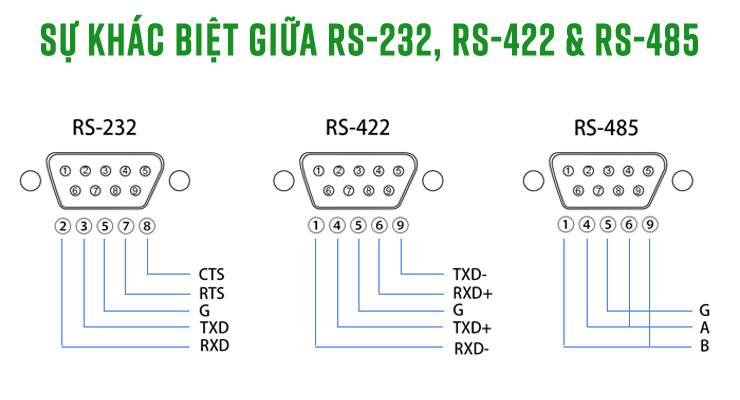 SỰ KHÁC BIỆT GIỮA RS-232, RS-422 & RS-485
RS-232
1 2 3 4 5
6 7 8 9
2 3 5 7 8
CTS
RTS
G
TXD
RXD
RS-422
1 2 3 4 5
6 7 8 9
1 4 5 6 9
TXD-
RXD+
G
TXD+
RXD-
RS-485
1 2 3 4 5
6 7 8 9
1 4 5 6 9
G
A
B